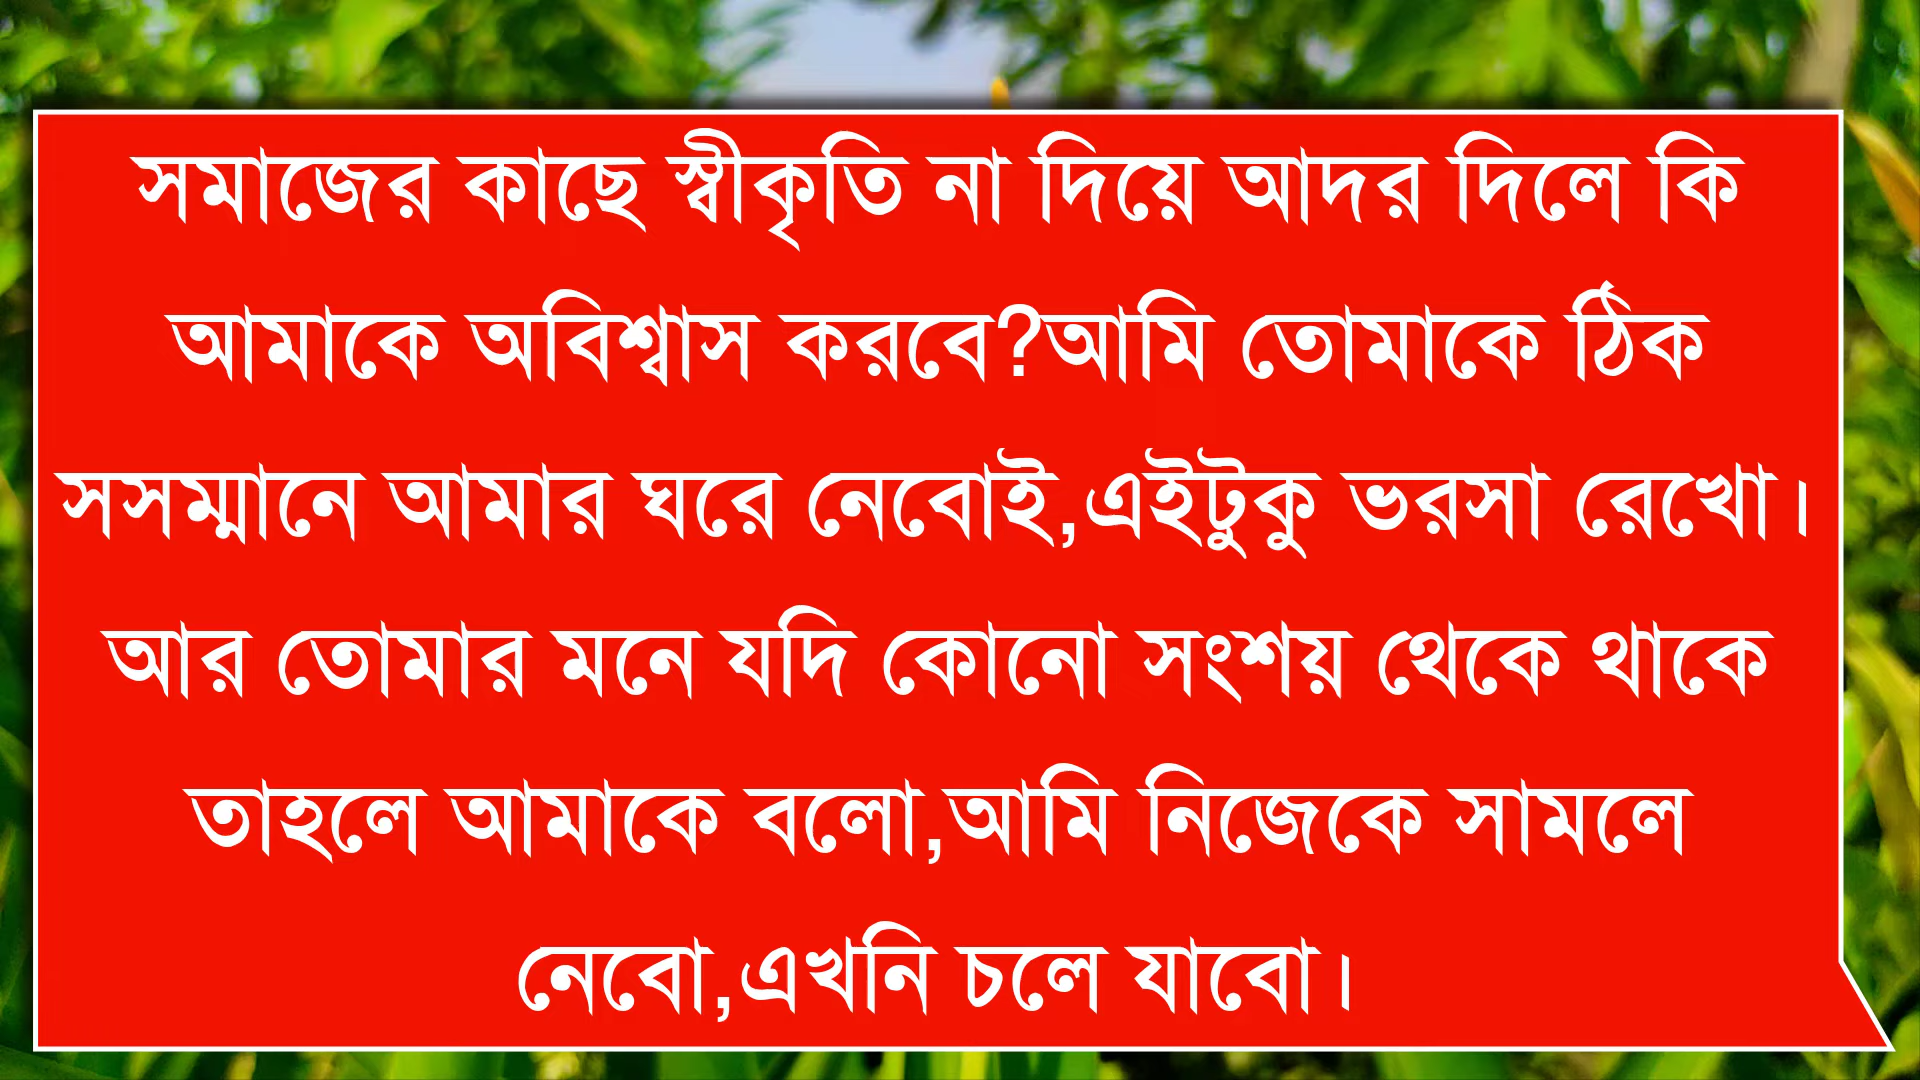 সমাজের কাছে স্বীকৃতি না দিয়ে আদর দিলে কি
আমাকে অবিশ্বাস করবে?আমি তোমাকে ঠিক
সসম্মানে আমার ঘরে নেবোই,এইটুকু ভরসা রেখো।
আর তোমার মনে যদি কোনো সংশয় থেকে থাকে
তাহলে আমাকে বলো,আমি নিজেকে সামলে
নেবো,এখনি চলে যাবো।